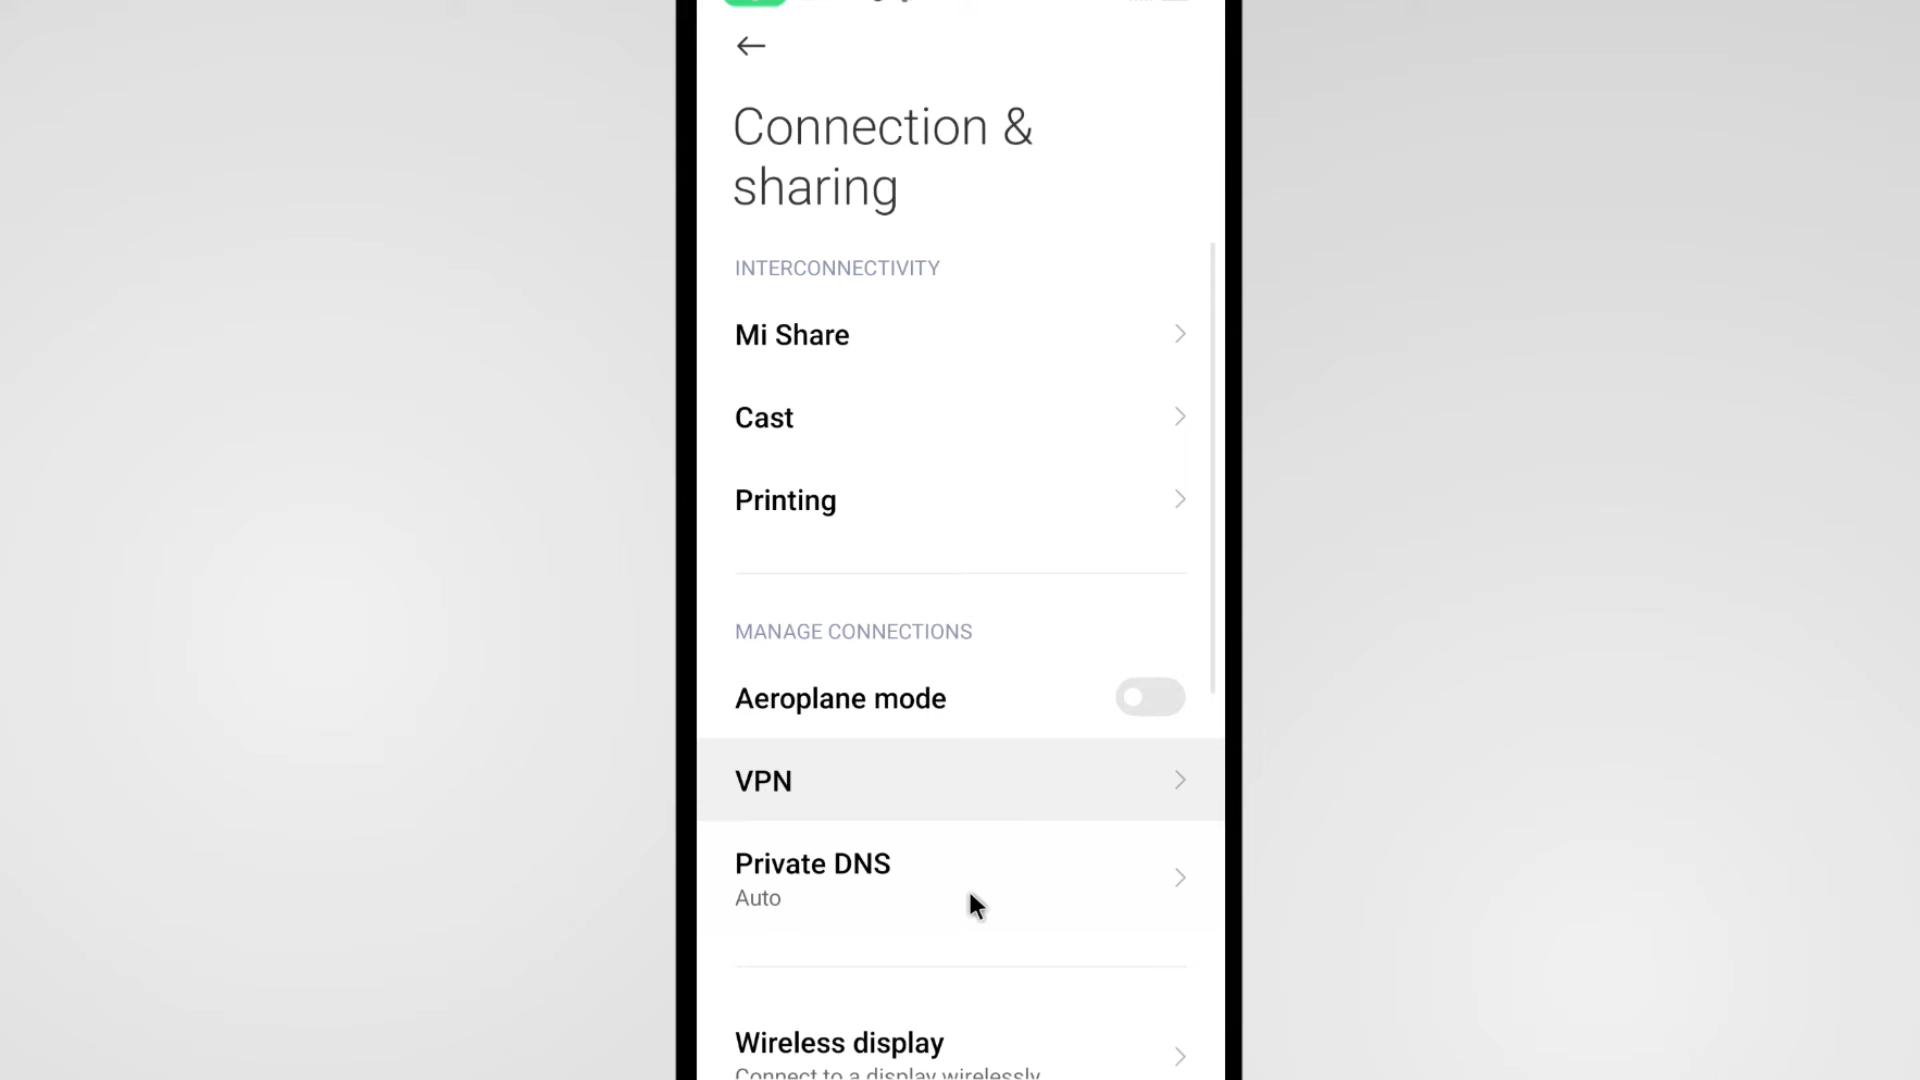 Connection &
sharing
INTERCONNECTIVITY
Mi Share
Cast
Printing
MANAGE CONNECTIONS
Aeroplane mode
VPN
Private DNS
Auto
Wireless display
Connect to a display wirelessly